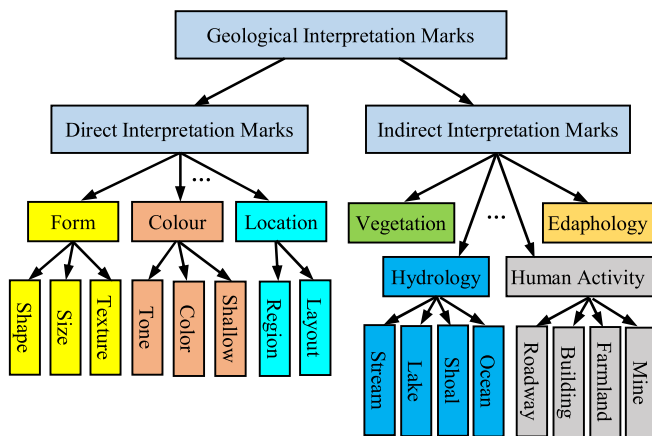 Geological Interpretation Marks
Direct Interpretation Marks
Indirect Interpretation Marks
...
Form
Colour
Location
Vegetation
...
Edaphology
Hydrology
Human Activity
Shape
Size
Texture
Tone
Color
Shallow
Region
Layout
Stream
Lake
Shoal
Ocean
Roadway
Building
Farmland
Mine